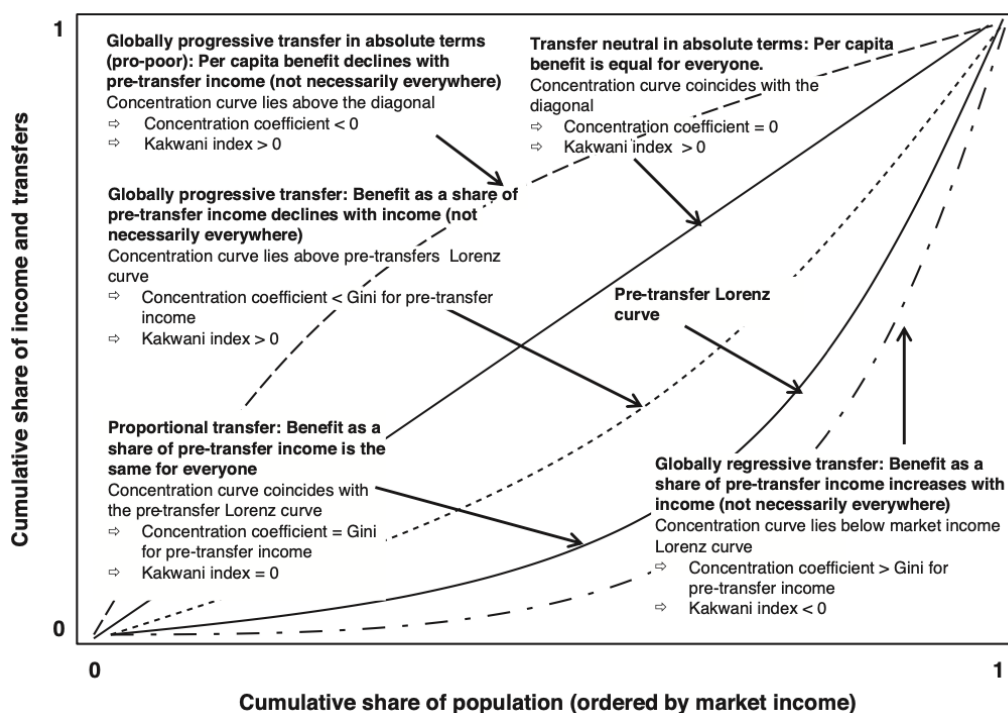 1
Globally progressive transfer in absolute terms
(pro-poor): Per capita benefit declines with
pre-transfer income (not necessarily everywhere)
Concentration curve lies above the diagonal
⇨ Concentration coefficient < 0
⇨ Kakwani index > 0
Transfer neutral in absolute terms: Per capita
benefit is equal for everyone.
Concentration curve coincides with the
diagonal
⇨ Concentration coefficient = 0
⇨ Kakwani index > 0
Globally progressive transfer: Benefit as a share of
pre-transfer income declines with income (not
necessarily everywhere)
Concentration curve lies above pre-transfers Lorenz
curve
⇨ Concentration coefficient < Gini for pre-transfer
income
⇨ Kakwani index > 0
Pre-transfer Lorenz
curve
Proportional transfer: Benefit as a
share of pre-transfer income is the
same for everyone
Concentration curve coincides with
the pre-transfer Lorenz curve
⇨ Concentration coefficient = Gini
for pre-transfer income
⇨ Kakwani index = 0
Globally regressive transfer: Benefit as a
share of pre-transfer income increases with
income (not necessarily everywhere)
Concentration curve lies below market income
Lorenz curve
⇨ Concentration coefficient > Gini for
pre-transfer income
⇨ Kakwani index < 0
Cumulative share of income and transfers
0
0
1
Cumulative share of population (ordered by market income)